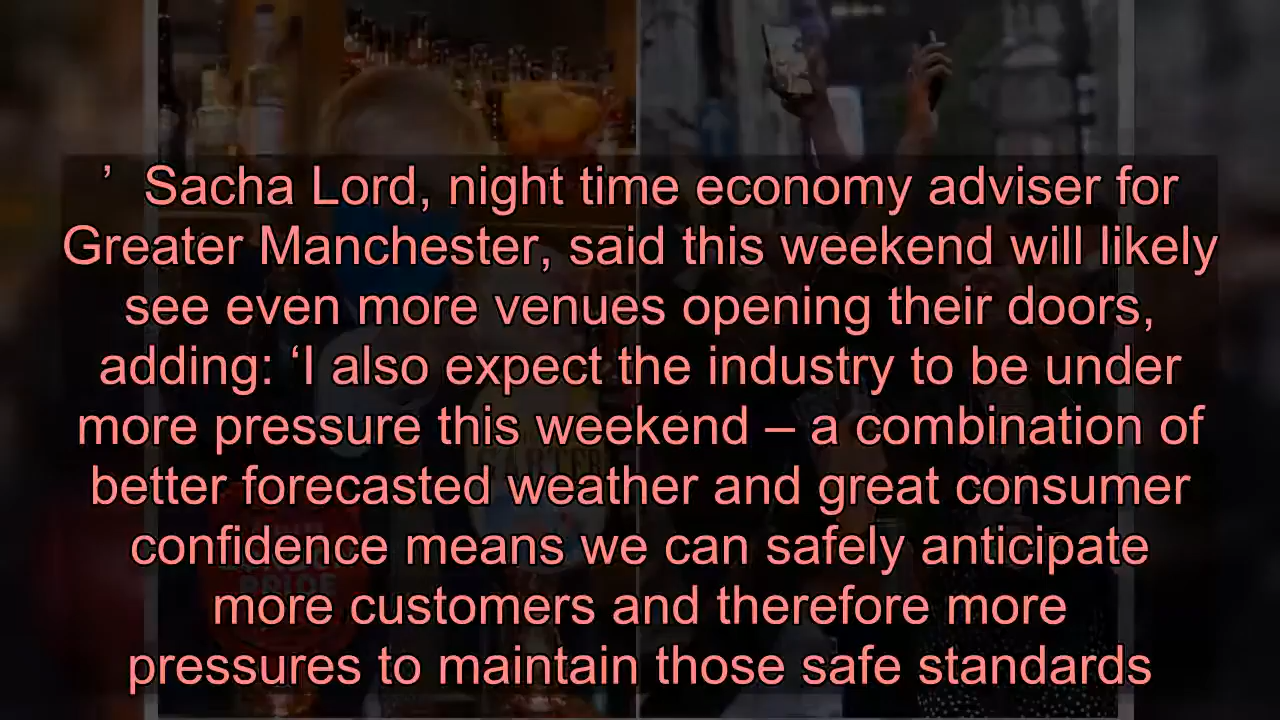 ’ Sacha Lord, night time economy adviser for
Greater Manchester, said this weekend will likely
see even more venues opening their doors,
adding: ‘I also expect the industry to be under
more pressure this weekend – a combination of
better forecasted weather and great consumer
confidence means we can safely anticipate
more customers and therefore more
pressures to maintain those safe standards
PRIDE